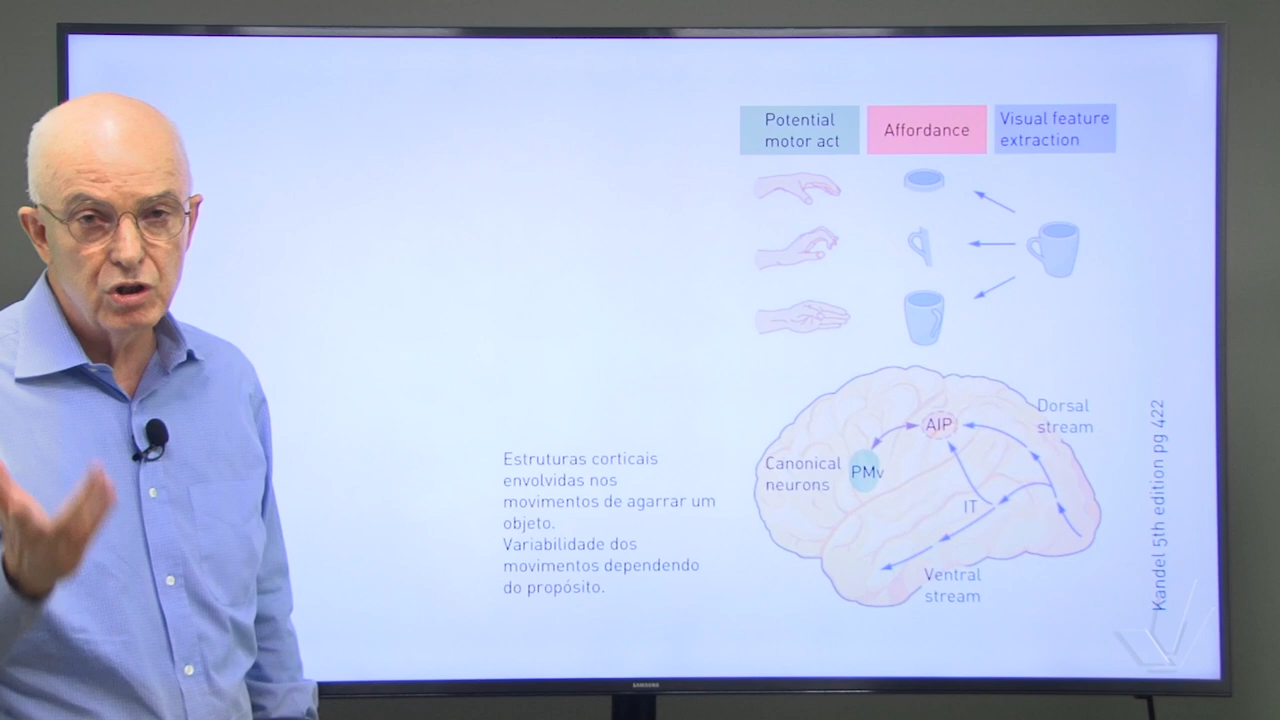 Potential
motor act
Affordance
Visual feature
extraction
Estruturas corticais
envolvidas nos
movimentos de agarrar um
objeto.
Variabilidade dos
movimentos dependendo
do propósito.
Canonical
neurons
PMv
AIP
IT
Dorsal
stream
Ventral
stream
Kandel 5th edition pg 422
SAMSUNG